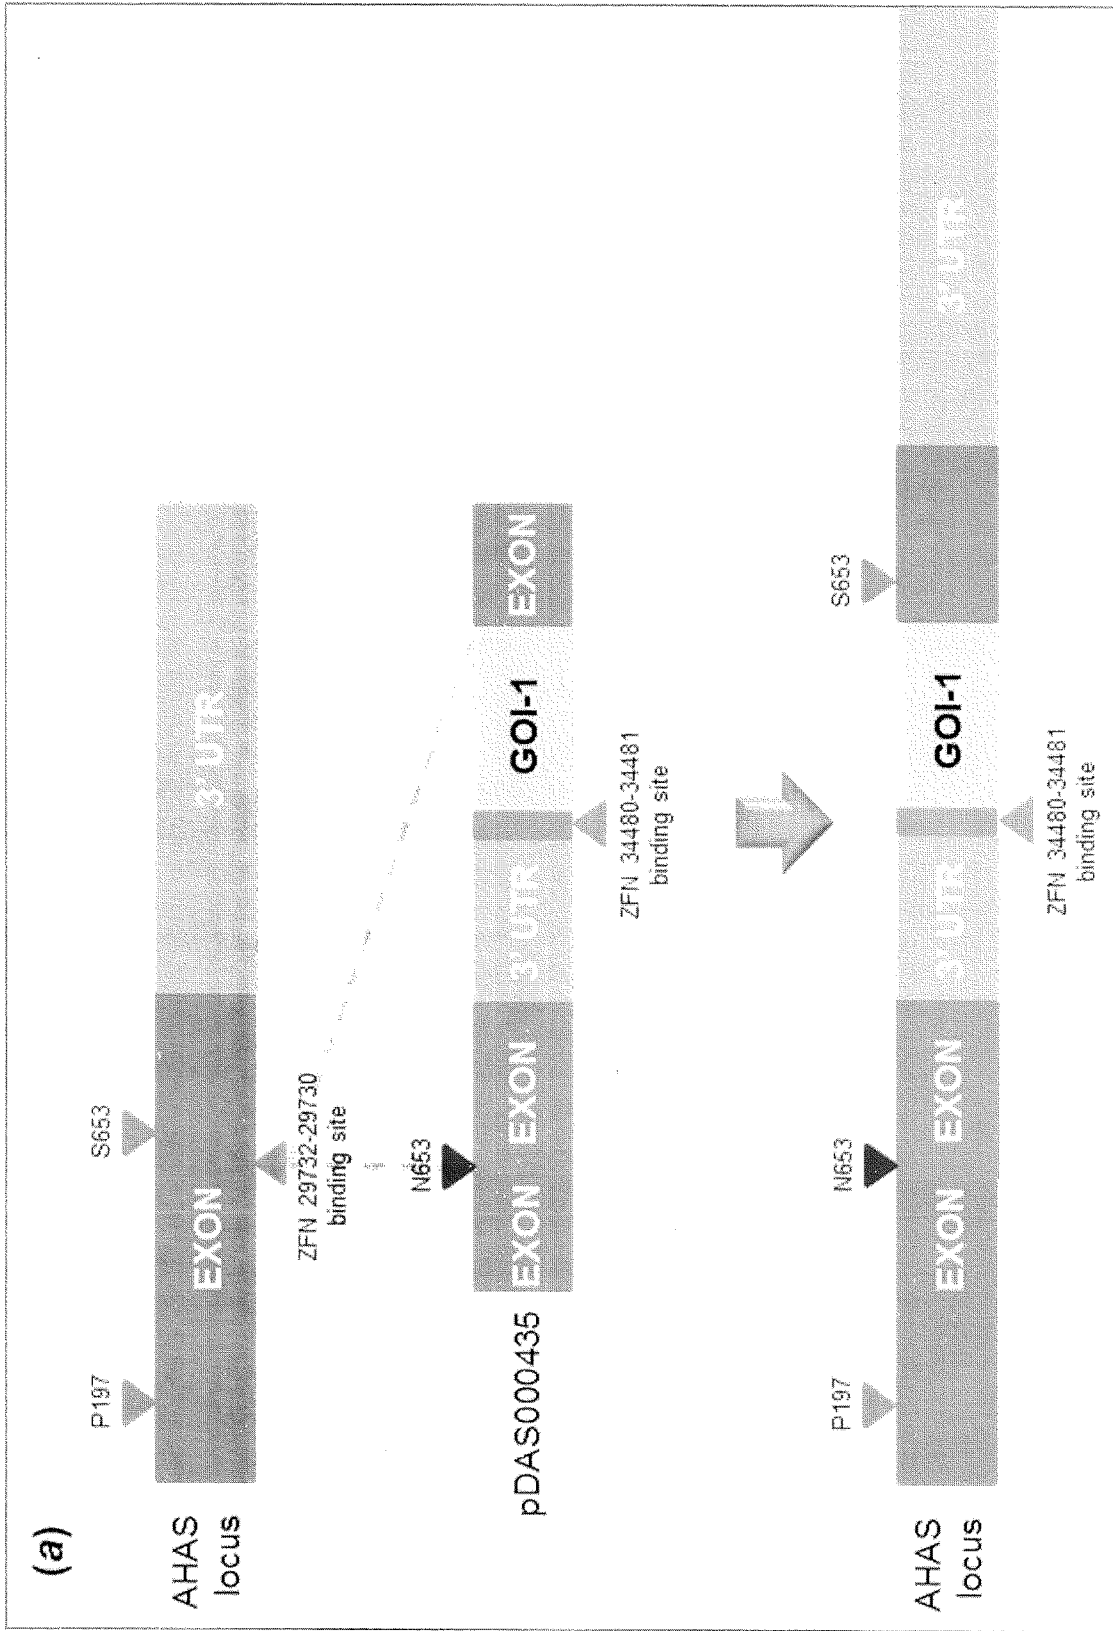 (a)
P197
S653
AHAS
locus
EXON
3' UTR
ZFN 29732-29730
binding site
N653
pDAS000435
EXON
EXON
3' UTR
GOI-1
EXON
ZFN 34480-34481
binding site
P197
N653
S653
AHAS
locus
EXON
EXON
3' UTR
GOI-1
3' UTR
ZFN 34480-34481
binding site